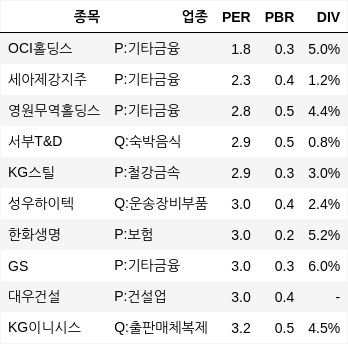 종목 업종 PER PBR DIV
OCI홀딩스 P:기타금융 1.8 0.3 5.0%
세아제강지주 P:기타금융 2.3 0.4 1.2%
영원무역홀딩스 P:기타금융 2.8 0.5 4.4%
서부T&D Q:숙박음식 2.9 0.5 0.8%
KG스틸 P:철강금속 2.9 0.3 3.0%
성우하이텍 Q:운송장비부품 3.0 0.4 2.4%
한화생명 P:보험 3.0 0.2 5.2%
GS P:기타금융 3.0 0.3 6.0%
대우건설 P:건설업 3.0 0.4 -
KG이니시스 Q:출판매체복제 3.2 0.5 4.5%